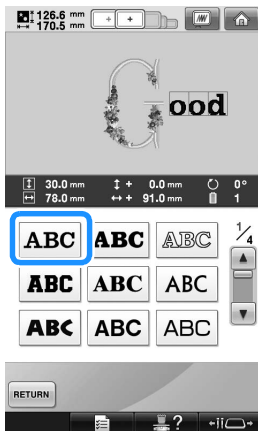 126.6 mm
170.5 mm
C ood
30.0 mm + 0.0 mm 0°
78.0 mm + 91.0 mm 1
ABC ABC ABC 1/4
ABC ABC ABC
ABC ABC ABC
RETURN
?